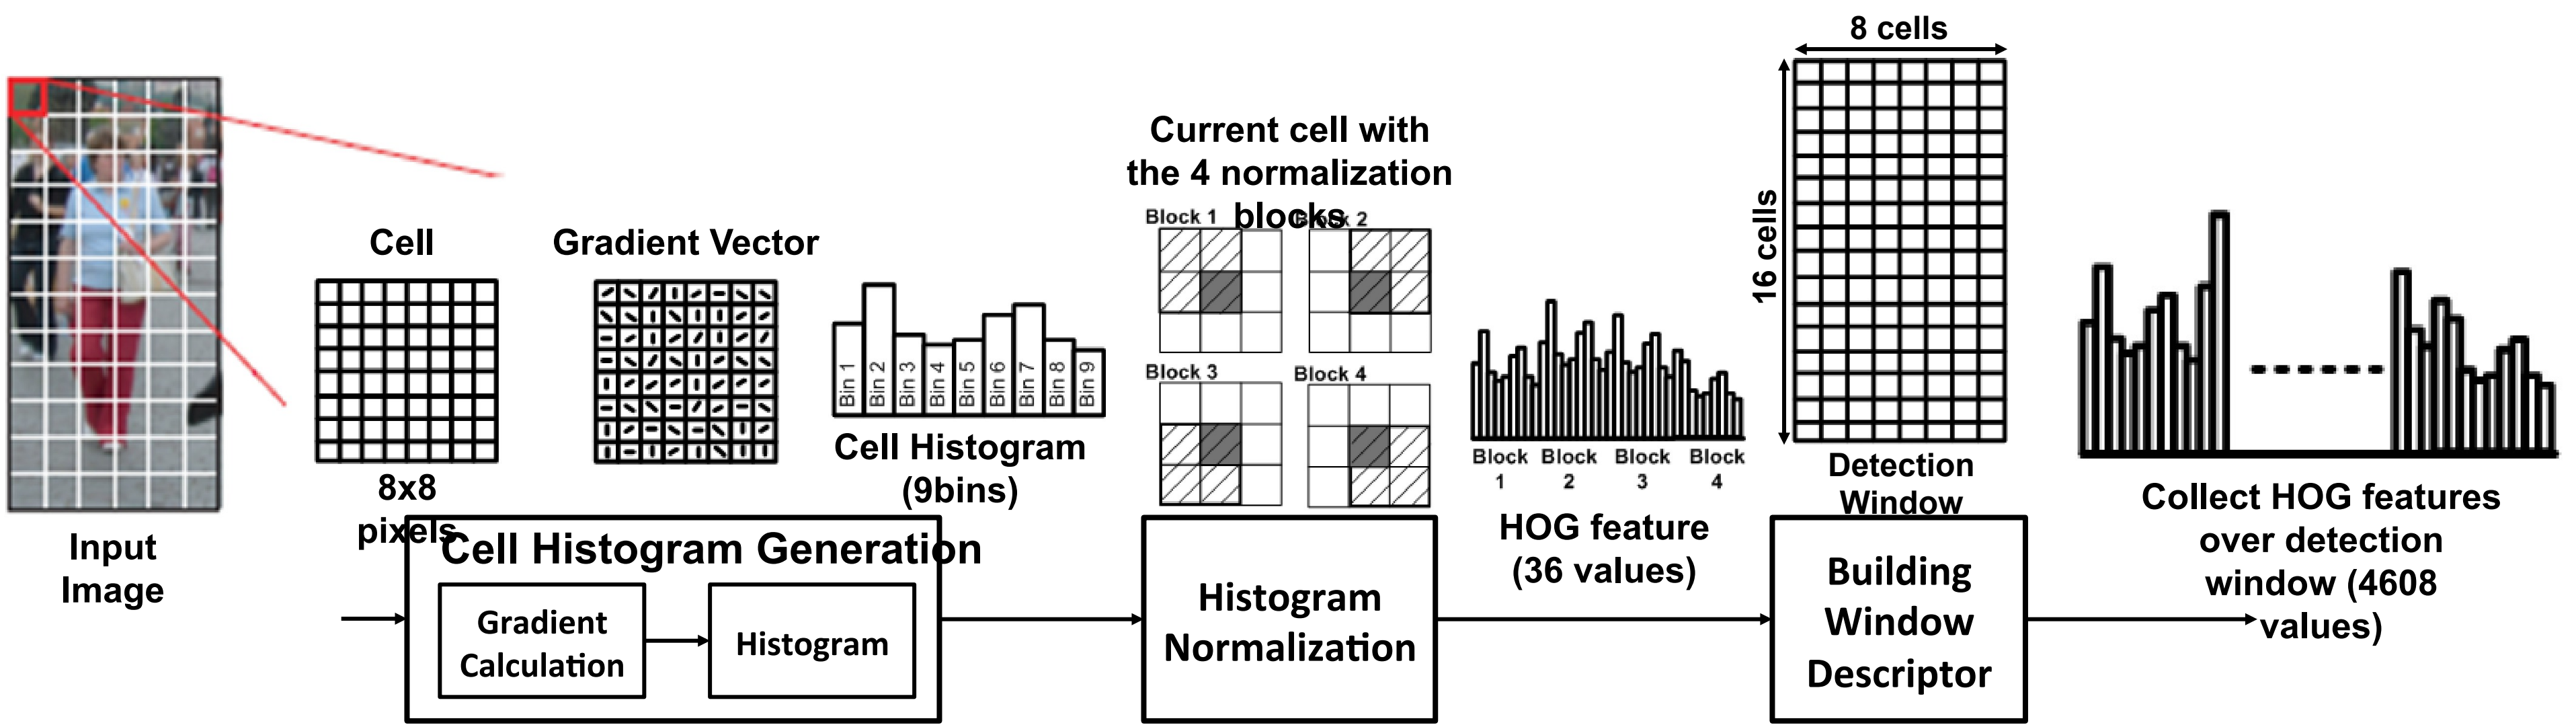 Input
Image
Cell
8x8
pixels
Gradient Vector
Bin 1
Bin 2
Bin 3
Bin 4
Bin 5
Bin 6
Bin 7
Bin 8
Bin 9
Cell Histogram
(9bins)
Cell Histogram Generation
Gradient
Calculation
Histogram
Current cell with
the 4 normalization
blocks
Block 1
Block 2
Block 3
Block 4
Histogram
Normalization
Block
1
Block
2
Block
3
Block
4
HOG feature
(36 values)
8 cells
16 cells
Detection
Window
Building
Window
Descriptor
Collect HOG features
over detection
window (4608
values)